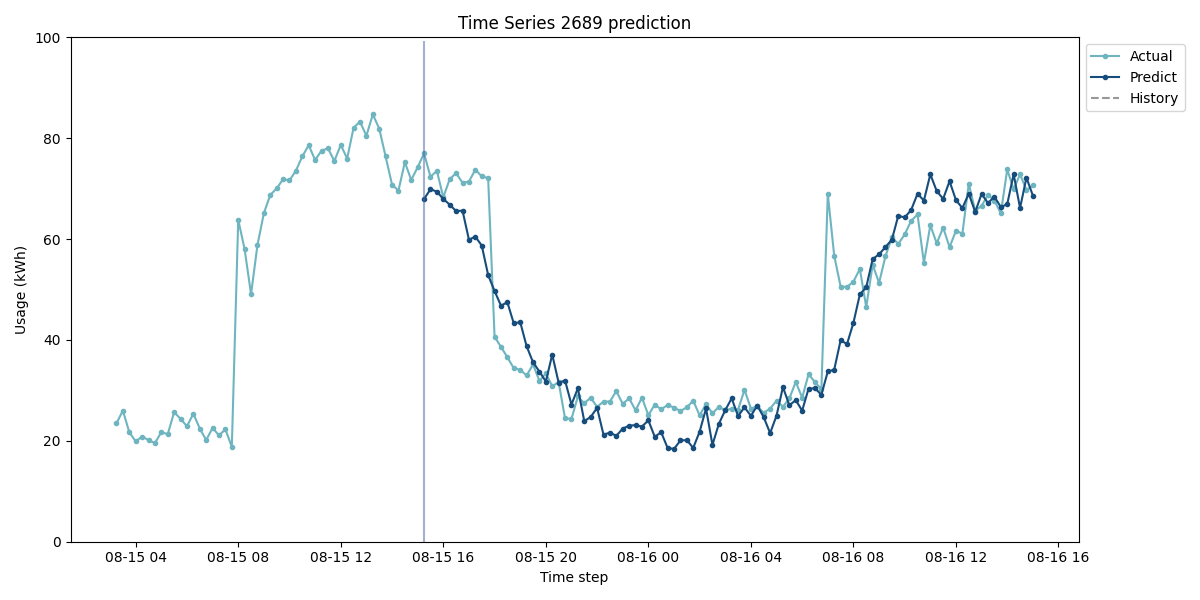 Time Series 2689 prediction
Usage (kWh)
100
80
60
40
20
0
08-15 04
08-15 08
08-15 12
08-15 16
08-15 20
08-16 00
08-16 04
08-16 08
08-16 12
08-16 16
Time step
Actual
Predict
History